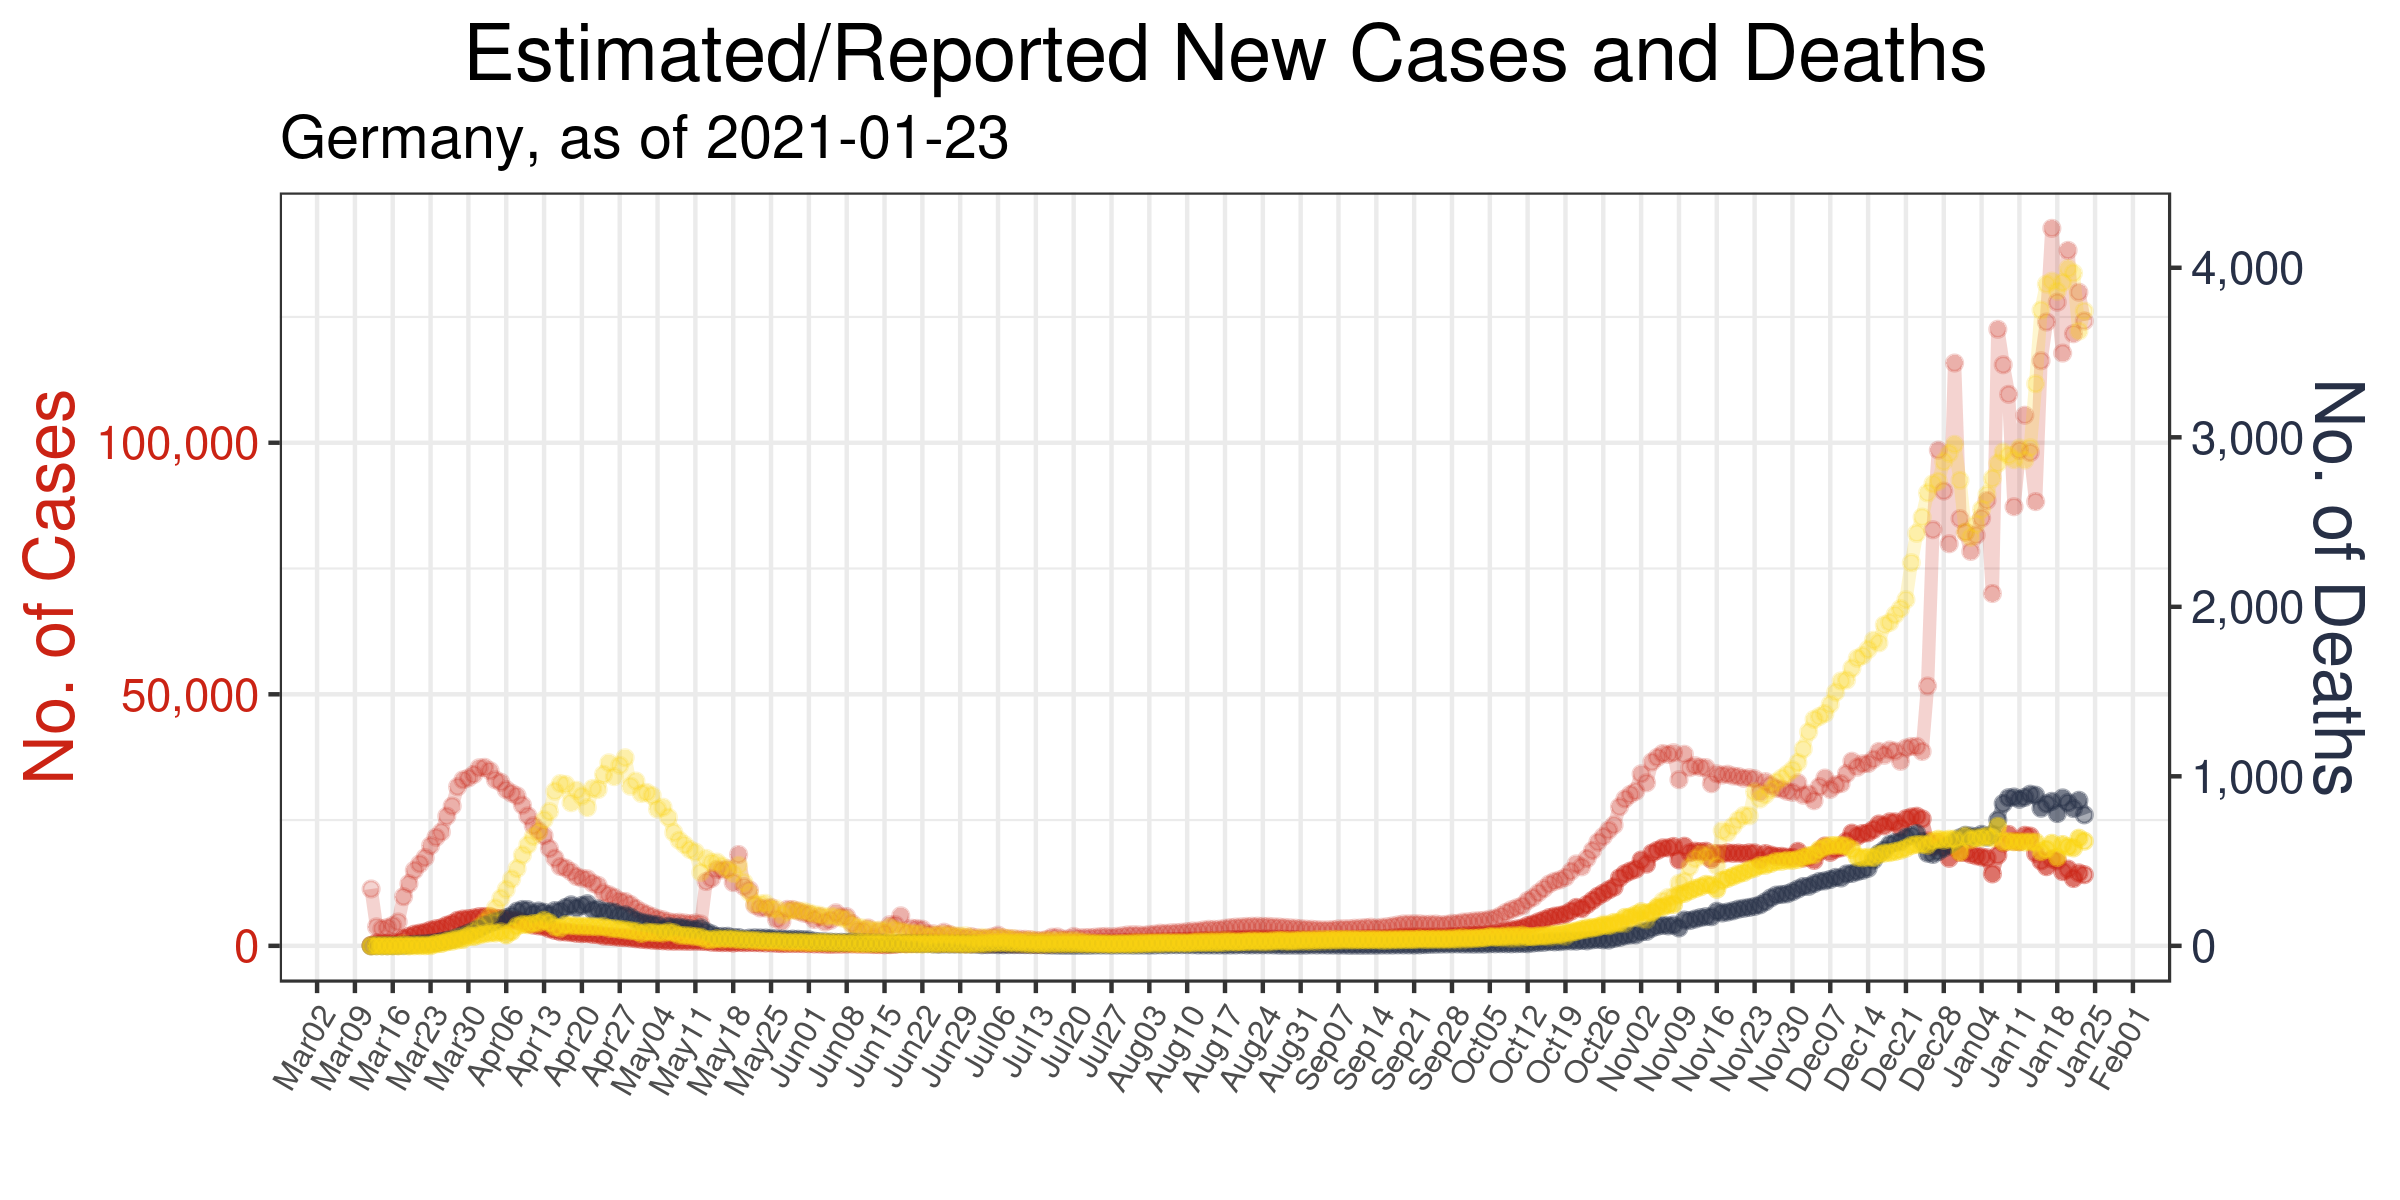 Estimated/Reported New Cases and Deaths
Germany, as of 2021-01-23
No. of Cases
100,000
50,000
0
4,000
3,000
2,000
1,000
0
No. of Deaths
Mar02
Mar09
Mar16
Mar23
Mar30
Apr06
Apr13
Apr20
Apr27
May04
May11
May18
May25
Jun01
Jun08
Jun15
Jun22
Jun29
Jul06
Jul13
Jul20
Jul27
Aug03
Aug10
Aug17
Aug24
Aug31
Sep07
Sep14
Sep21
Sep28
Oct05
Oct12
Oct19
Oct26
Nov02
Nov09
Nov16
Nov23
Nov30
Dec07
Dec14
Dec21
Dec28
Jan04
Jan11
Jan18
Jan25
Feb01